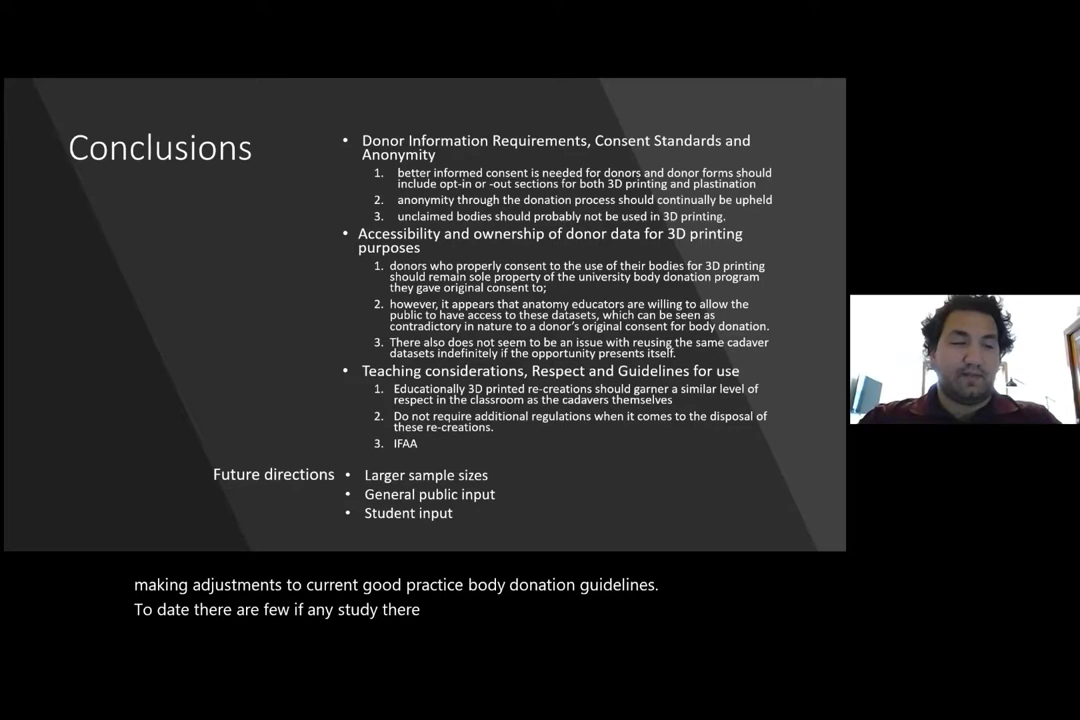 Conclusions
• Donor Information Requirements, Consent Standards and
Anonymity
1. better informed consent is needed for donors and donor forms should
include opt-in or -out sections for both 3D printing and plastination
2. anonymity through the donation process should continually be upheld
3. unclaimed bodies should probably not be used in 3D printing.
• Accessibility and ownership of donor data for 3D printing
purposes
1. donors who properly consent to the use of their bodies for 3D printing
should remain sole property of the university body donation program
they gave original consent to;
2. however, it appears that anatomy educators are willing to allow the
public to have access to these datasets, which can be seen as
contradictory in nature to a donor's original consent for body donation.
3. There also does not seem to be an issue with reusing the same cadaver
datasets indefinitely if the opportunity presents itself.
• Teaching considerations, Respect and Guidelines for use
1. Educationally 3D printed re-creations should garner a similar level of
respect in the classroom as the cadavers themselves
2. Do not require additional regulations when it comes to the disposal of
these re-creations.
3. IFAA
Future directions • Larger sample sizes
• General public input
• Student input
making adjustments to current good practice body donation guidelines.
To date there are few if any study there